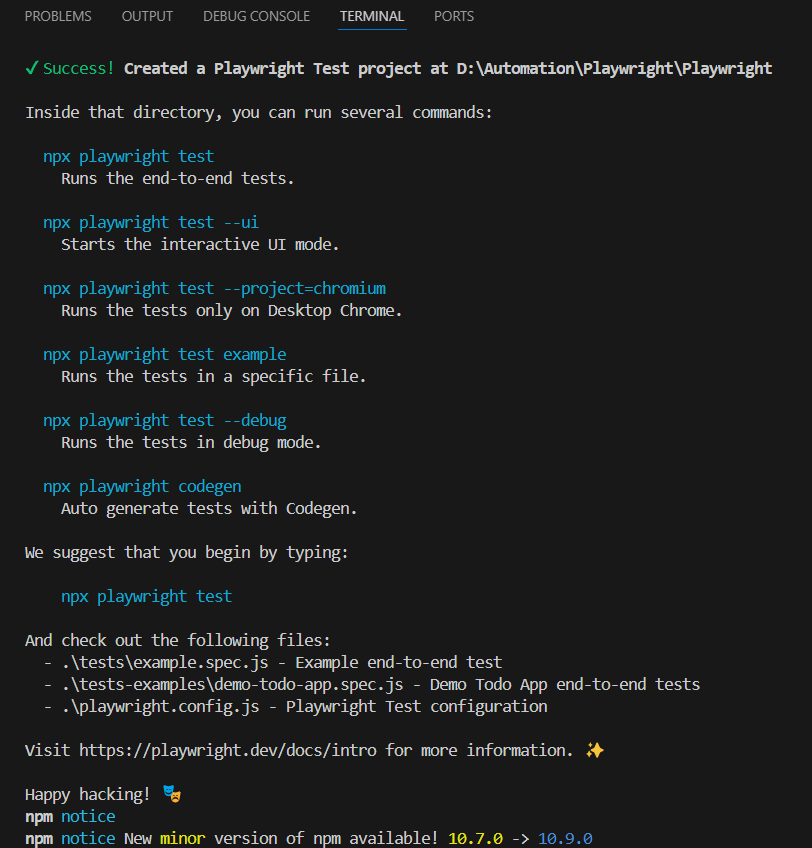 PROBLEMS OUTPUT DEBUG CONSOLE TERMINAL PORTS
✓ Success! Created a Playwright Test project at D:\Automation\Playwright\Playwright
Inside that directory, you can run several commands:
npx playwright test
Runs the end-to-end tests.
npx playwright test --ui
Starts the interactive UI mode.
npx playwright test --project=chromium
Runs the tests only on Desktop Chrome.
npx playwright test example
Runs the tests in a specific file.
npx playwright test --debug
Runs the tests in debug mode.
npx playwright codegen
Auto generate tests with Codegen.
We suggest that you begin by typing:
npx playwright test
And check out the following files:
- .\tests\example.spec.js - Example end-to-end test
- .\tests-examples\demo-todo-app.spec.js - Demo Todo App end-to-end tests
- .\playwright.config.js - Playwright Test configuration
Visit https://playwright.dev/docs/intro for more information. ✨
Happy hacking! 🎭
npm notice
npm notice New minor version of npm available! 10.7.0 -> 10.9.0